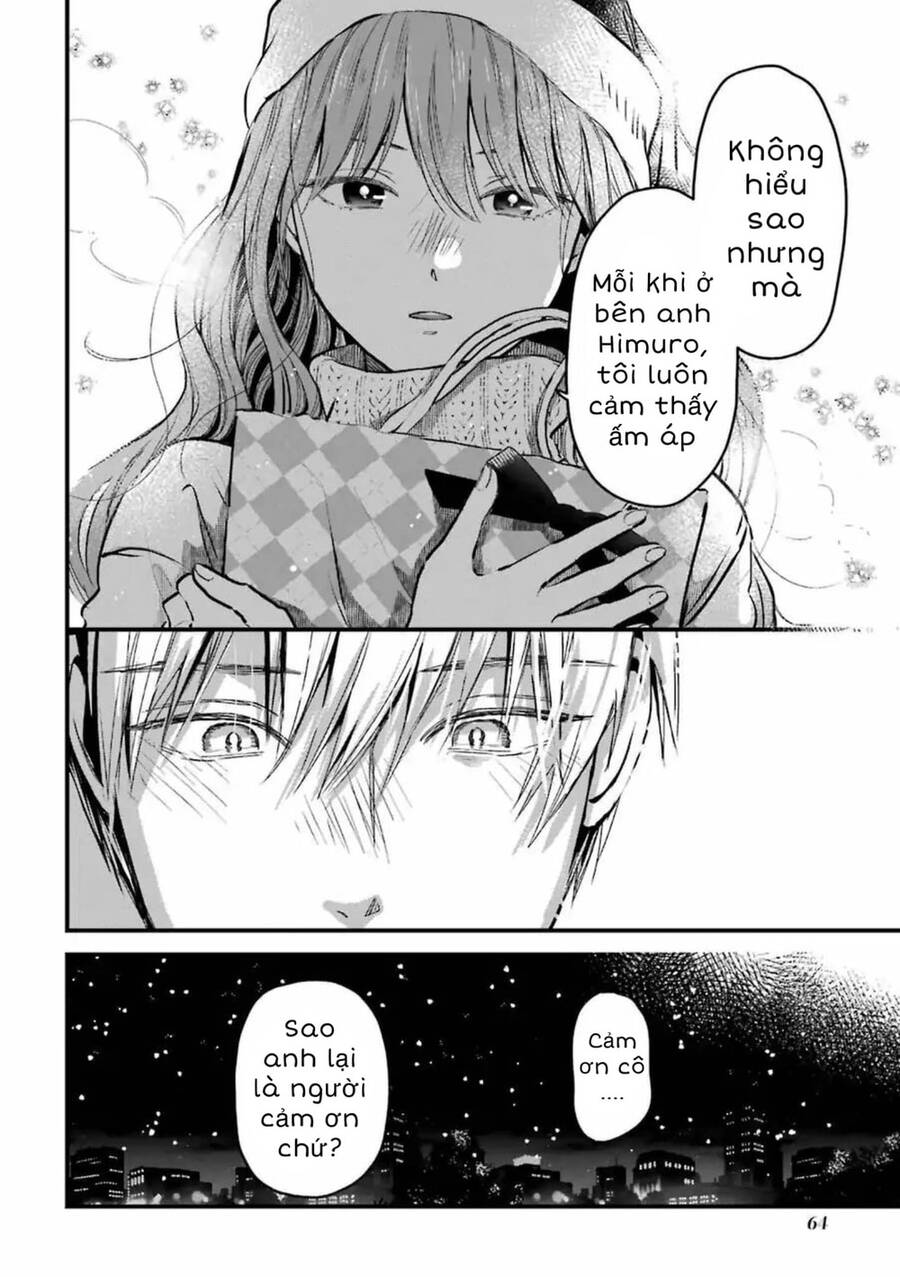 Không
hiểu
sao
nhưng
mà
Mỗi khi ở
bên anh
Himuro,
tôi luôn
cảm thấy
ấm áp
Cảm
ơn cô
....
Sao
anh lại
là người
cảm ơn
chứ?
64